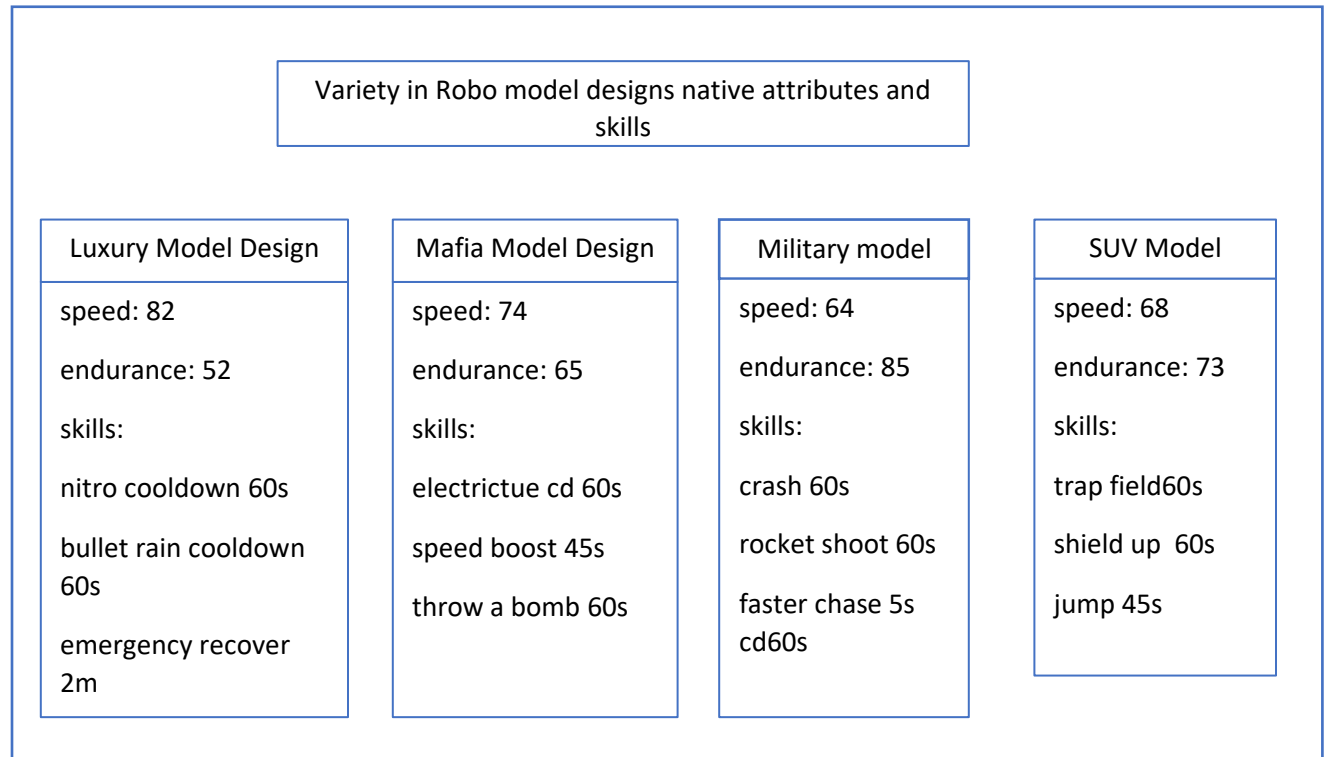 Variety in Robo model designs native attributes and
skills
Luxury Model Design
speed: 82
endurance: 52
skills:
nitro cooldown 60s
bullet rain cooldown
60s
emergency recover
2m
Mafia Model Design
speed: 74
endurance: 65
skills:
electrictue cd 60s
speed boost 45s
throw a bomb 60s
Military model
speed: 64
endurance: 85
skills:
crash 60s
rocket shoot 60s
faster chase 5s
cd60s
SUV Model
speed: 68
endurance: 73
skills:
trap field60s
shield up  60s
jump 45s